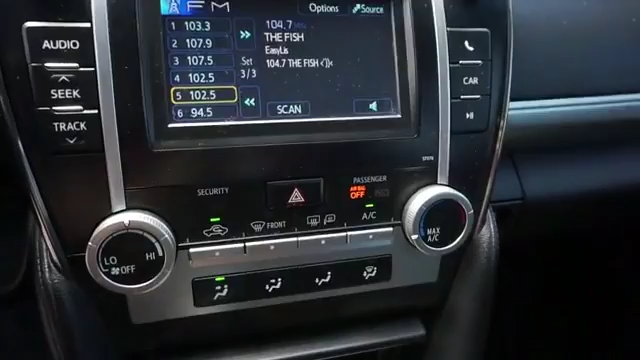 FM
Options
Source
1 103.3
2 107.9
3 107.5
4 102.5
5 102.5
6 94.5
Set
3/3
104.7
THE FISH
EasyLis
104.7 THE FISH <'))<
SCAN
AUDIO
SEEK
TRACK
CAR
SECURITY
PASSENGER
AIR BAG
OFF
FRONT
A/C
LO
HI
OFF
MAX
A/C